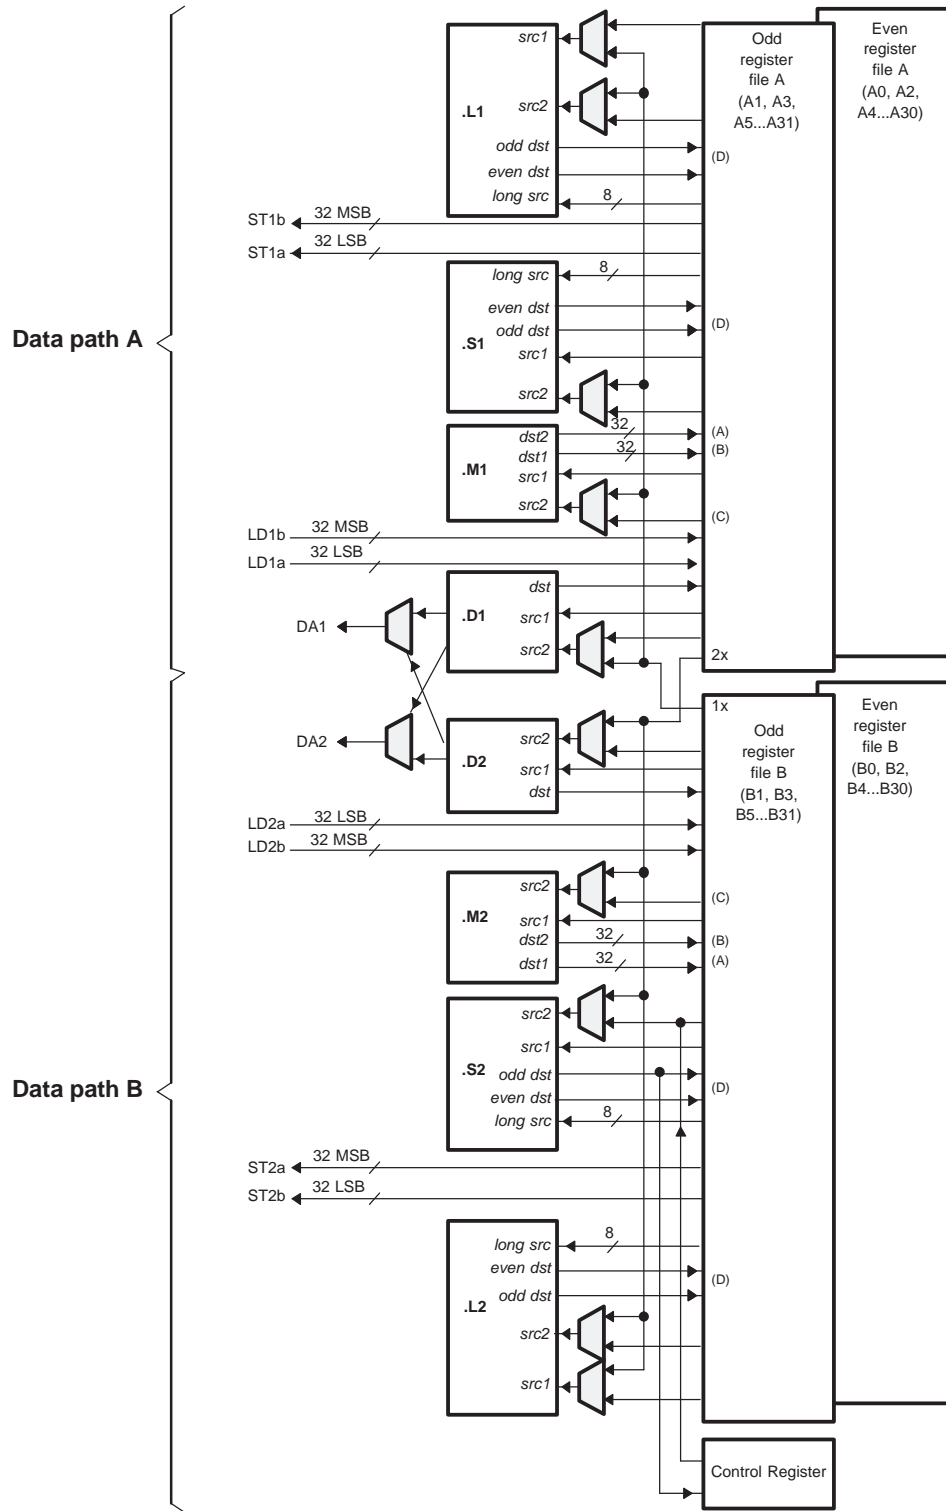 Even
register
file A
(A0, A2,
A4...A30)
Odd
register
file A
(A1, A3,
A5...A31)
src1
.L1
src2
odd dst
(D)
even dst
long src
8
ST1b
32 MSB
ST1a
32 LSB
long src
8
even dst
(D)
odd dst
Data path A
.S1
src1
src2
32
dst2
(A)
32
dst1
(B)
.M1
src1
src2
(C)
LD1b
32 MSB
LD1a
32 LSB
dst
.D1
src1
DA1
src2
2x
1x
Even
register
file B
(B0, B2,
B4...B30)
Odd
register
file B
(B1, B3,
B5...B31)
DA2
src2
.D2
src1
dst
LD2a
32 LSB
LD2b
32 MSB
src2
(C)
.M2
src1
dst2
32
(B)
dst1
32
(A)
src2
src1
.S2
odd dst
(D)
Data path B
even dst
long src
8
ST2a
32 MSB
ST2b
32 LSB
long src
8
even dst
(D)
odd dst
.L2
src2
src1
Control Register